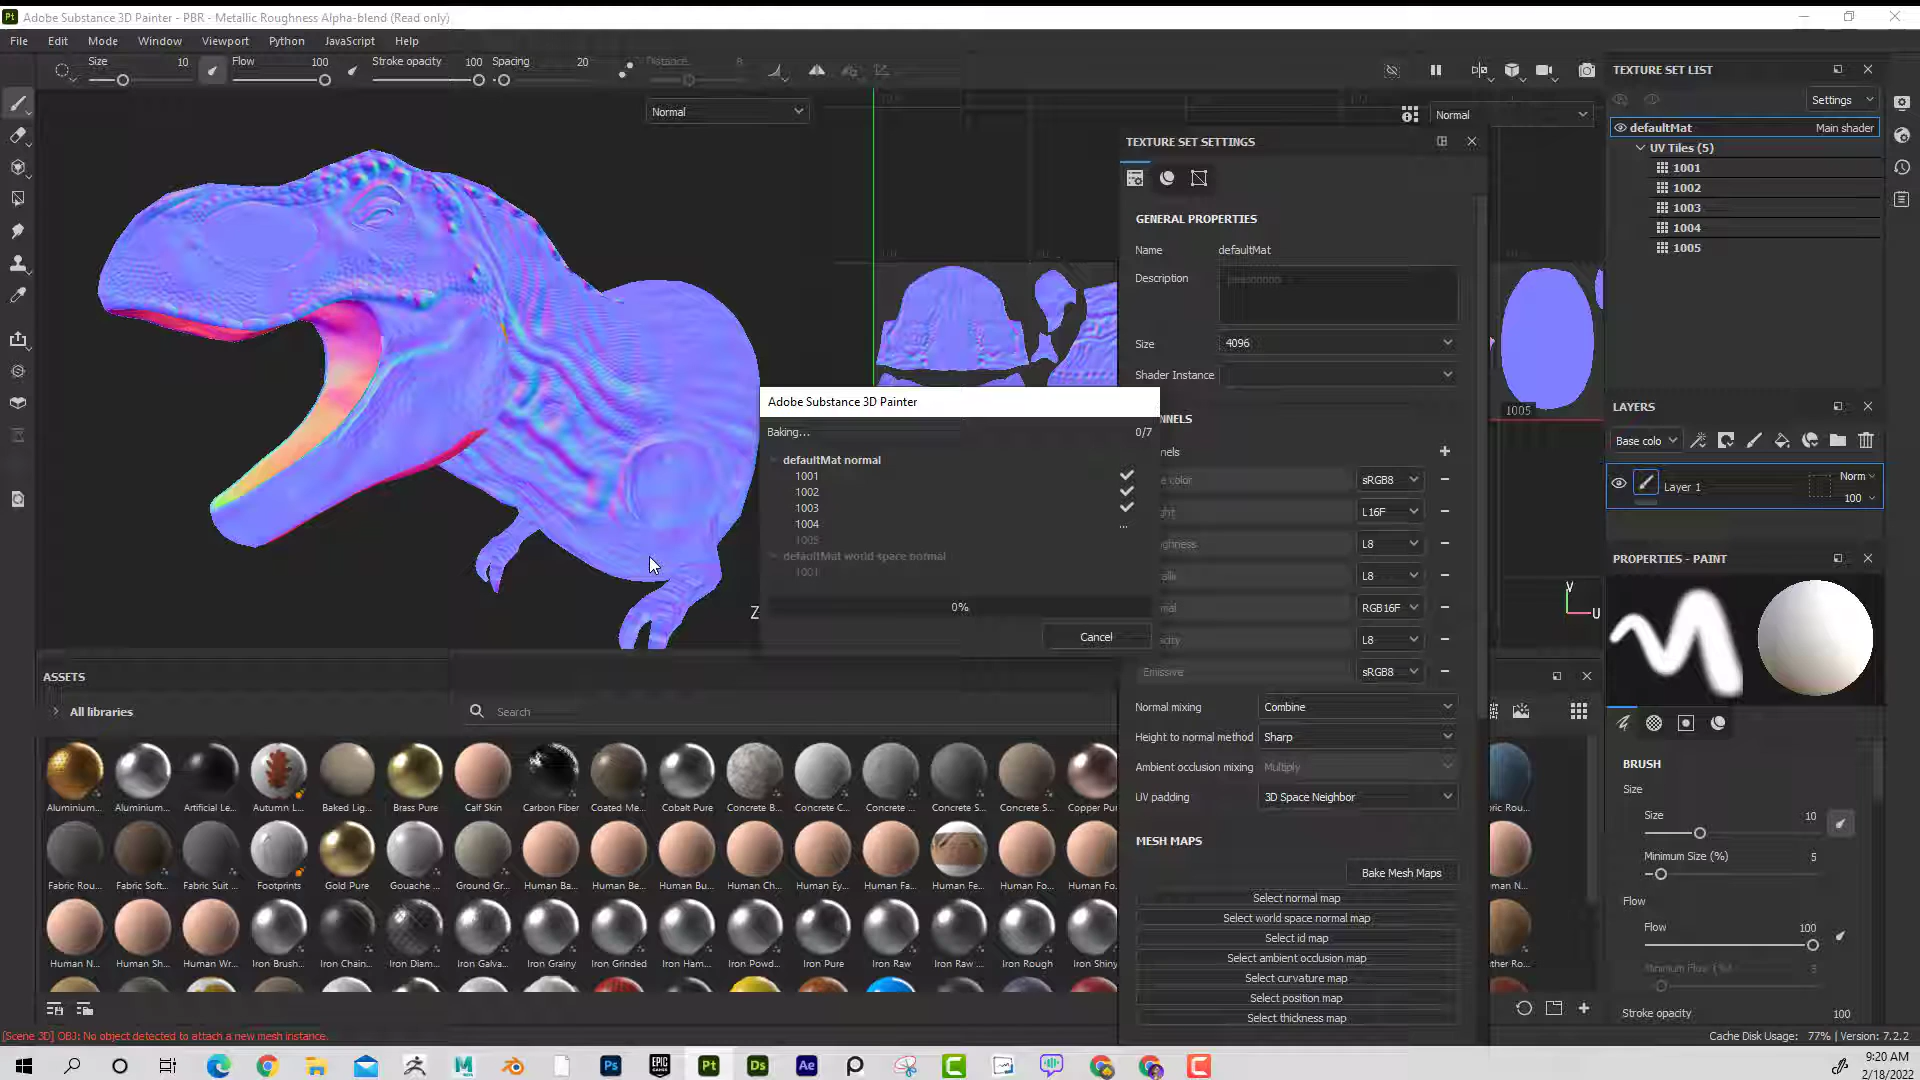 Adobe Substance 3D Painter - PBR - Metallic Roughness Alpha-blend (Read only)
File Edit Mode Window Viewport Python JavaScript Help
Size 10 Flow 100 Stroke opacity 100 Spacing 20 Distance 8
Normal
Normal
TEXTURE SET LIST
Settings
defaultMat Main shader
UV Tiles (5)
1001
1002
1003
1004
1005
TEXTURE SET SETTINGS
GENERAL PROPERTIES
Name defaultMat
Description
Size 4096
Shader Instance
1005
V
U
Z
Adobe Substance 3D Painter
Baking... 0/7
defaultMat normal
1001
1002
1003
1004 ...
1005
defaultMat world space normal
1001
0%
Cancel
sRGB8
L16F
L8
L8
RGB16F
L8
Emissive sRGB8
Normal mixing Combine
Height to normal method Sharp
Ambient occlusion mixing Multiply
UV padding 3D Space Neighbor
MESH MAPS
Bake Mesh Maps
Select normal map
Select world space normal map
Select id map
Select ambient occlusion map
Select curvature map
Select position map
Select thickness map
LAYERS
Base colo
Layer 1 Norm
100
PROPERTIES - PAINT
BRUSH
Size
Size 10
Minimum Size (%) 5
Flow
Flow 100
Minimum Flow (%)
Stroke opacity 100
ASSETS
All libraries
Search
Aluminium... Aluminium... Artificial Le... Autumn L... Baked Lig... Brass Pure Calf Skin Carbon Fiber Coated Me... Cobalt Pure Concrete B... Concrete C... Concrete ... Concrete S... Concrete S... Copper Pur
Fabric Rou... Fabric Soft... Fabric Suit ... Footprints Gold Pure Gouache ... Ground Gr... Human Ba... Human Be... Human Bu... Human Ch... Human Ey... Human Fa... Human Fe... Human Fo... Human Fo...
Human N... Human Sh... Human Wr... Iron Brush... Iron Chain... Iron Diam... Iron Galva... Iron Grainy Iron Grinded Iron Ham... Iron Powd... Iron Pure Iron Raw Iron Raw ... Iron Rough Iron Shiny
[Scene 3D] OBJ: No object detected to attach a new mesh instance.
Cache Disk Usage: 77% | Version: 7.2.2
9:20 AM
2/18/2022